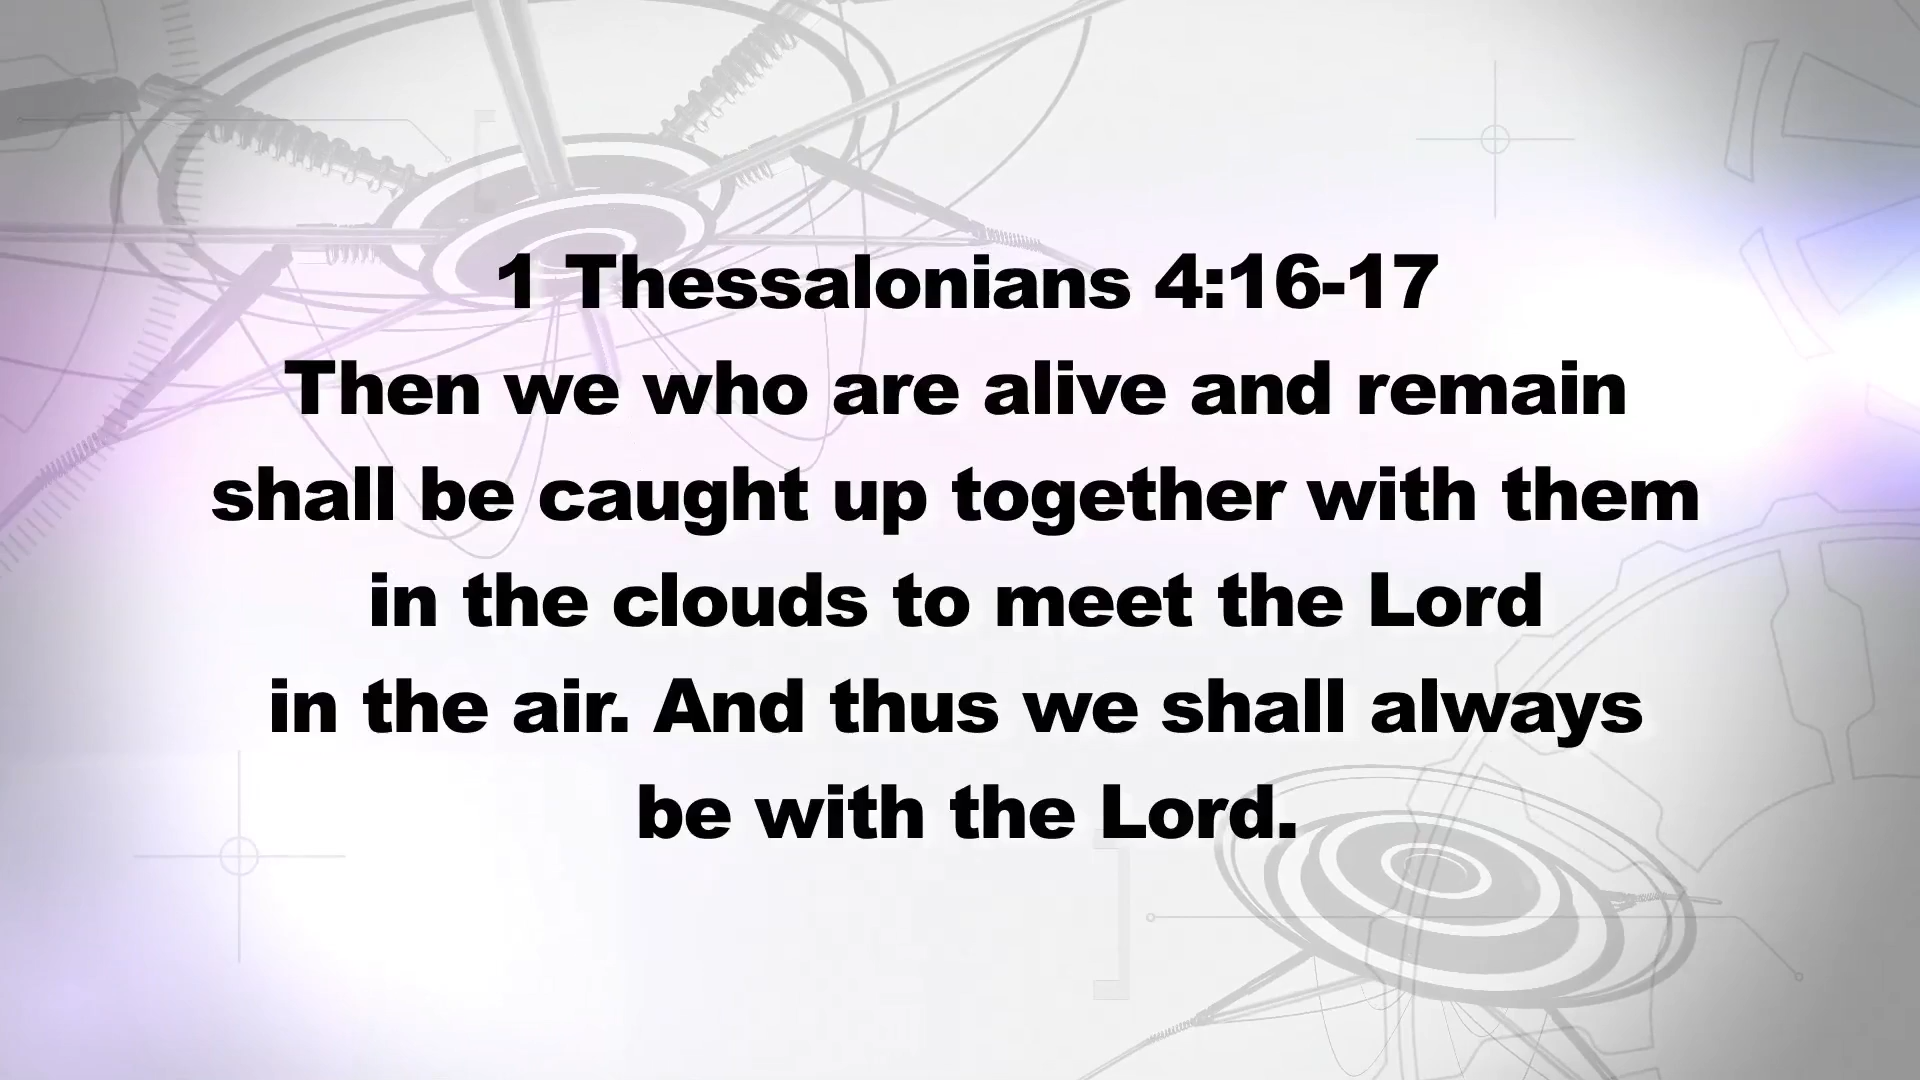 1 Thessalonians 4:16-17
Then we who are alive and remain
shall be caught up together with them
in the clouds to meet the Lord
in the air. And thus we shall always
be with the Lord.